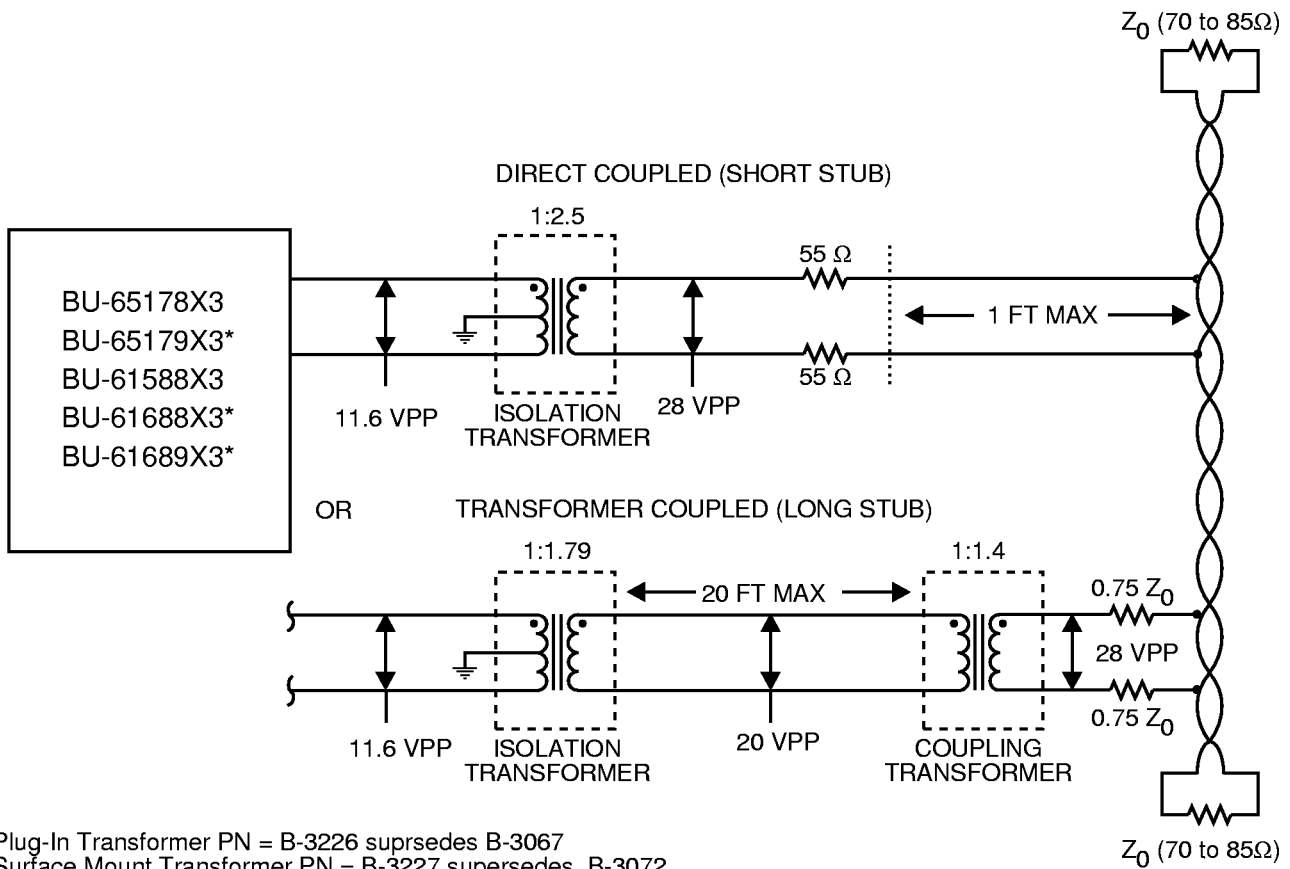 Z0 (70 to 85Ω)
DIRECT COUPLED (SHORT STUB)
1:2.5
55 Ω
BU-65178X3
BU-65179X3*
BU-61588X3
BU-61688X3*
BU-61689X3*
1 FT MAX
55 Ω
11.6 VPP
ISOLATION
TRANSFORMER
28 VPP
OR
TRANSFORMER COUPLED (LONG STUB)
1:1.79
1:1.4
20 FT MAX
0.75 Z0
28 VPP
0.75 Z0
11.6 VPP
ISOLATION
TRANSFORMER
20 VPP
COUPLING
TRANSFORMER
Z0 (70 to 85Ω)
Plug-In Transformer PN = B-3226 suprsedes B-3067
Surface Mount Transformer PN = B-3227 supersedes B-3072